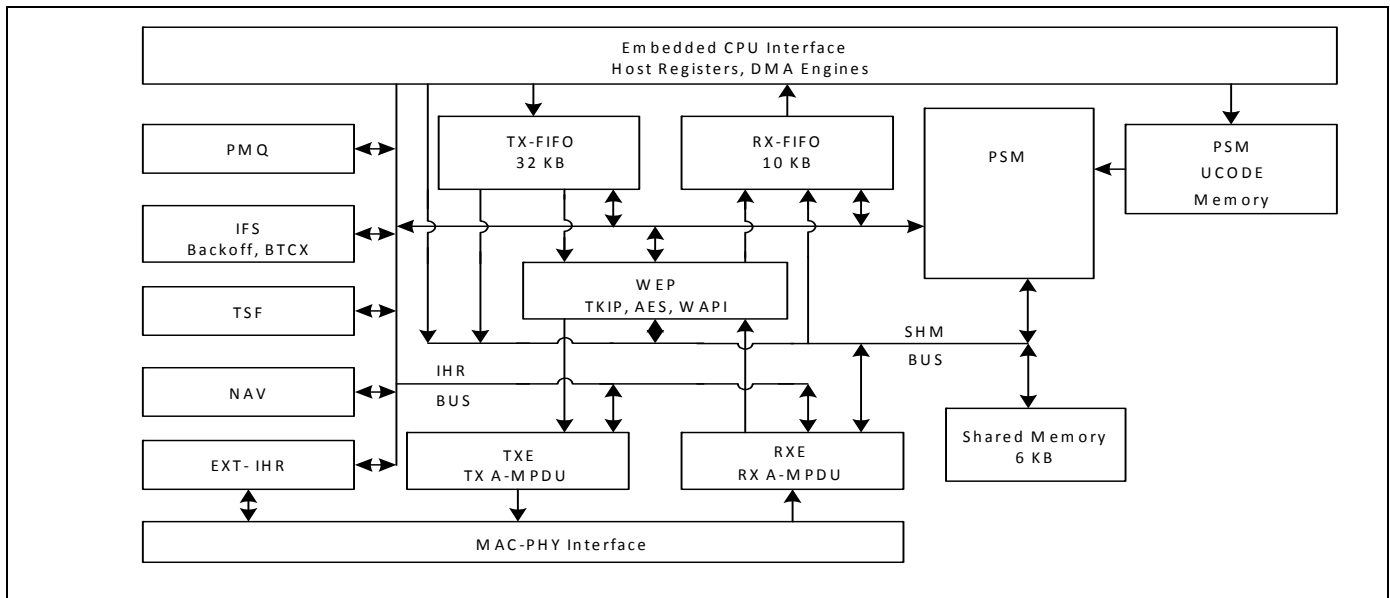 Embedded CPU Interface
Host Registers, DMA Engines
TX-FIFO
32 KB
RX-FIFO
10 KB
PSM
PSM
UCODE
Memory
PMQ
IFS
Backoff, BTCX
WEP
TKIP, AES, WAPI
TSF
SHM
BUS
IHR
BUS
NAV
Shared Memory
6 KB
EXT- IHR
TXE
TX A-MPDU
RXE
RX A-MPDU
MAC-PHY Interface